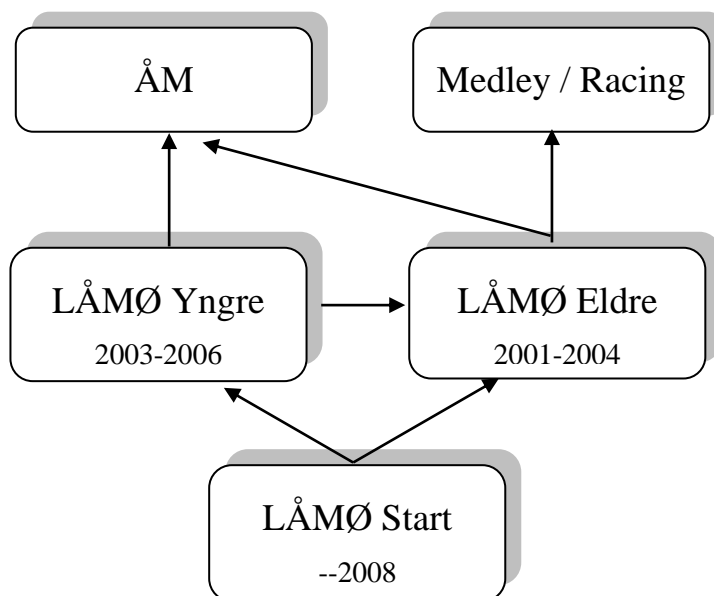 ÅM
Medley / Racing
LÅMØ Yngre
2003-2006
LÅMØ Eldre
2001-2004
LÅMØ Start
--2008